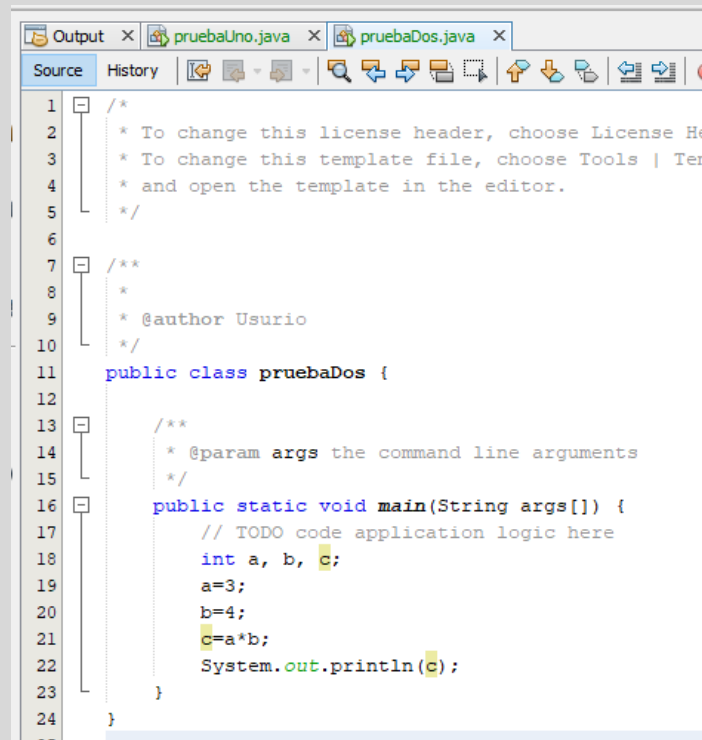 Output pruebaUno.java pruebaDos.java
Source History
1 /*
2 * To change this license header, choose License
3 * To change this template file, choose Tools |
4 * and open the template in the editor.
5 */
6
7 /**
8 *
9 * @author Usurio
10 */
11 public class pruebaDos {
12
13 /**
14 * @param args the command line arguments
15 */
16 public static void main(String args[]) {
17 // TODO code application logic here
18 int a, b, c;
19 a=3;
20 b=4;
21 c=a*b;
22 System.out.println(c);
23 }
24 }